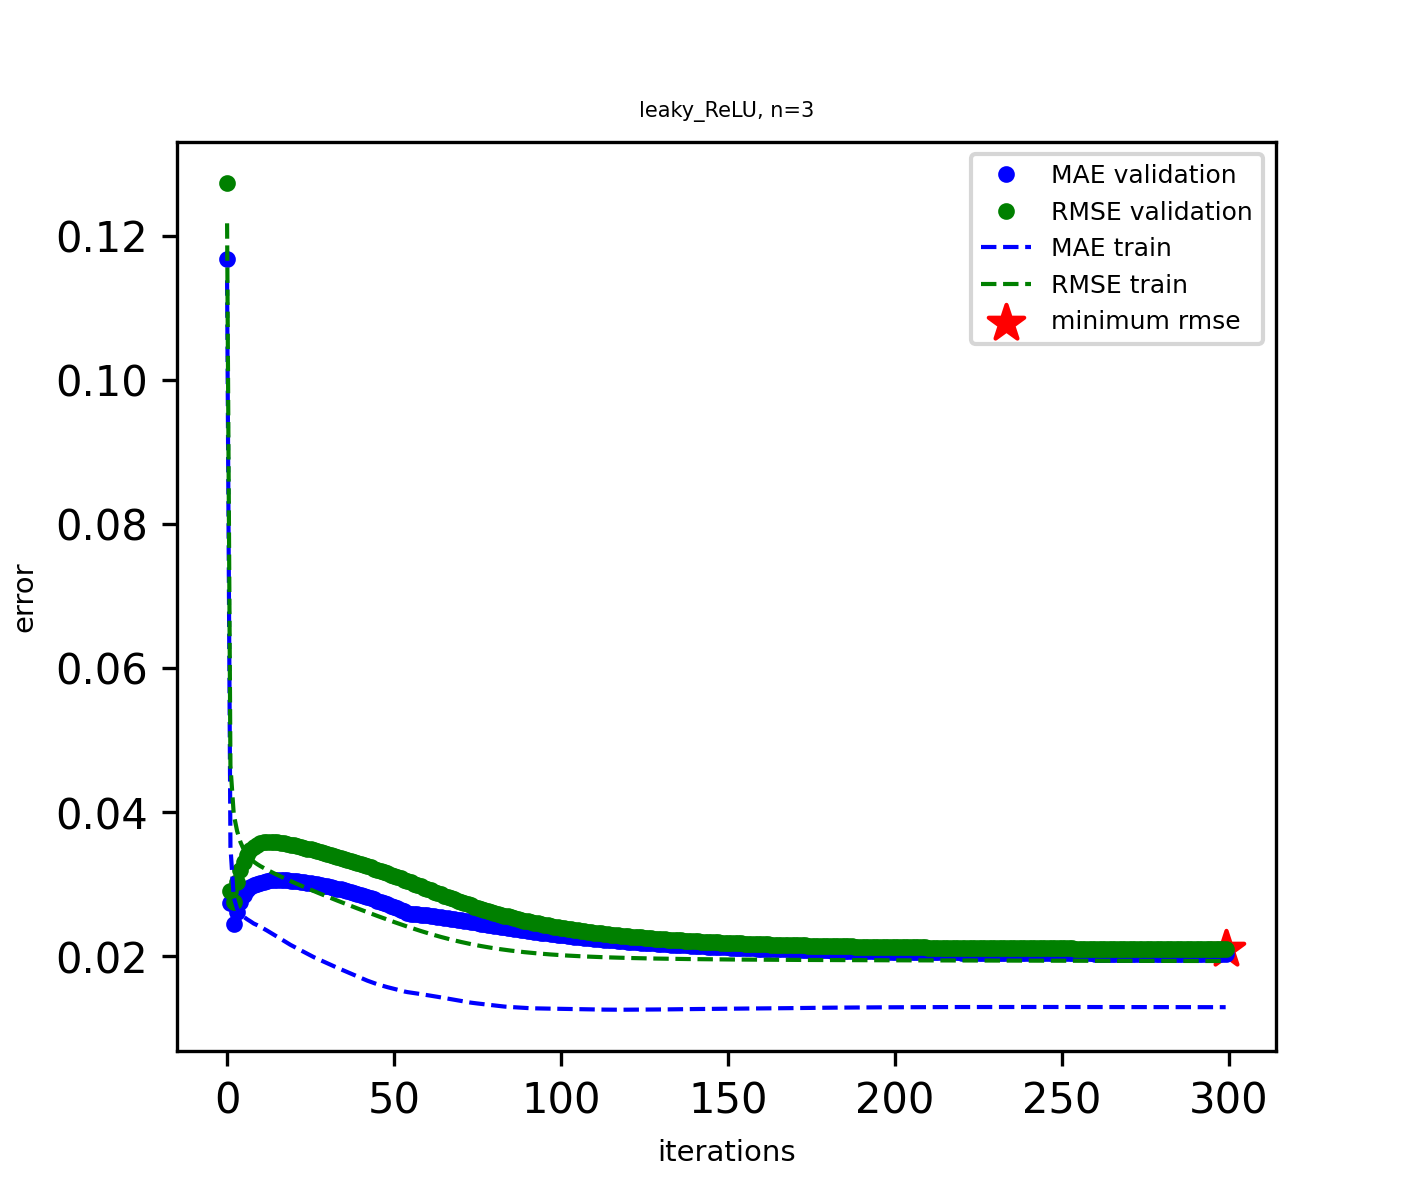 leaky_ReLU, n=3
MAE validation
RMSE validation
MAE train
RMSE train
minimum rmse
0.12
0.10
0.08
0.06
0.04
0.02
error
0
50
100
150
200
250
300
iterations